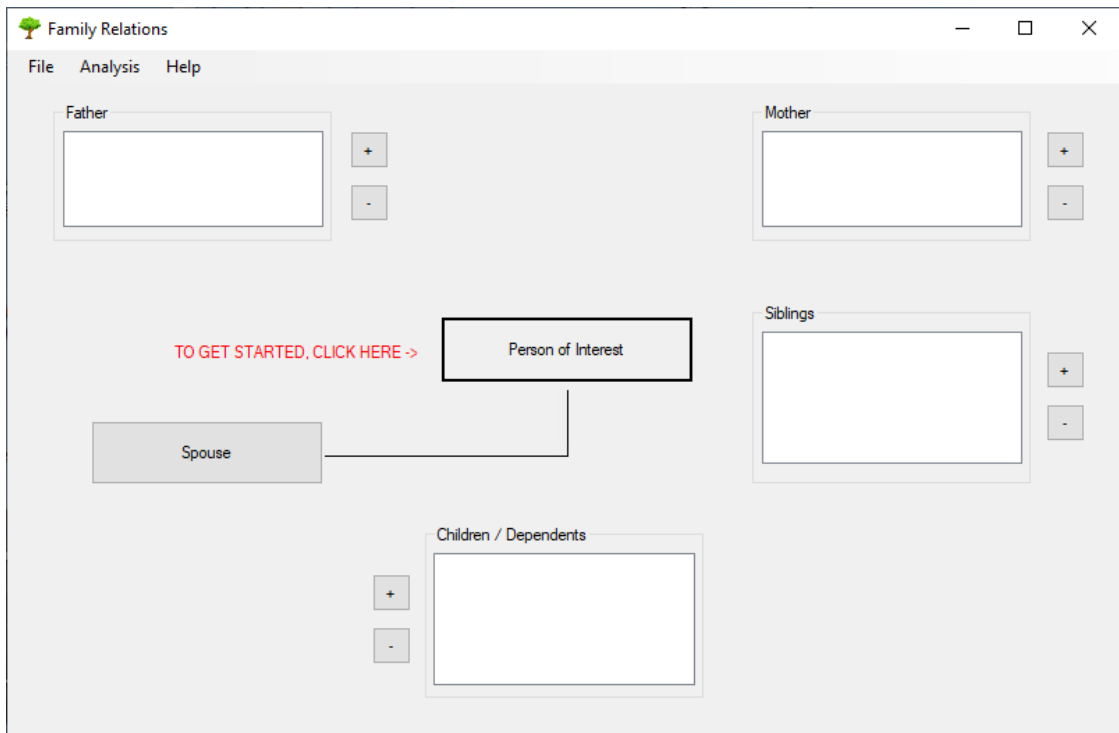 Family Relations
File Analysis Help
Father
Mother
+
+
-
-
Siblings
TO GET STARTED, CLICK HERE ->
Person of Interest
+
-
Spouse
Children / Dependents
+
-